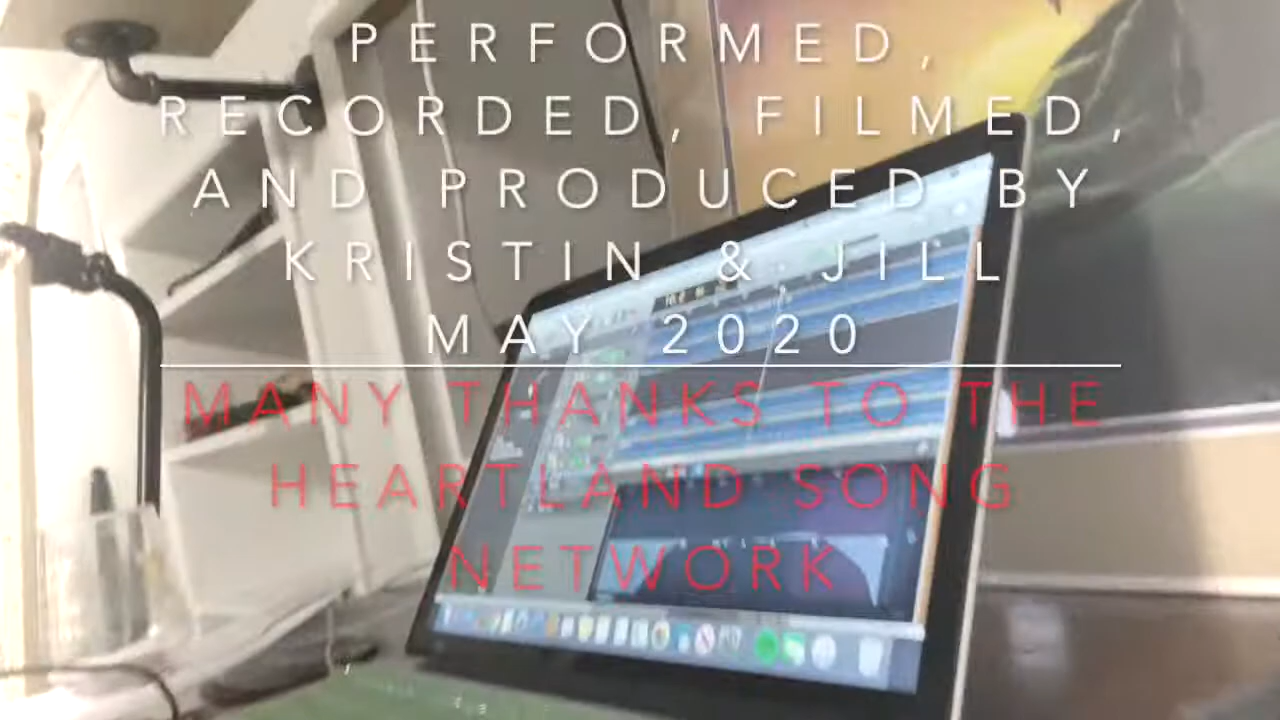 PERFORMED,
RECORDED, FILMED,
AND PRODUCED BY
KRISTIN & JILL
MAY 2020
MANY THANKS TO THE
HEARTLAND SONG
NETWORK